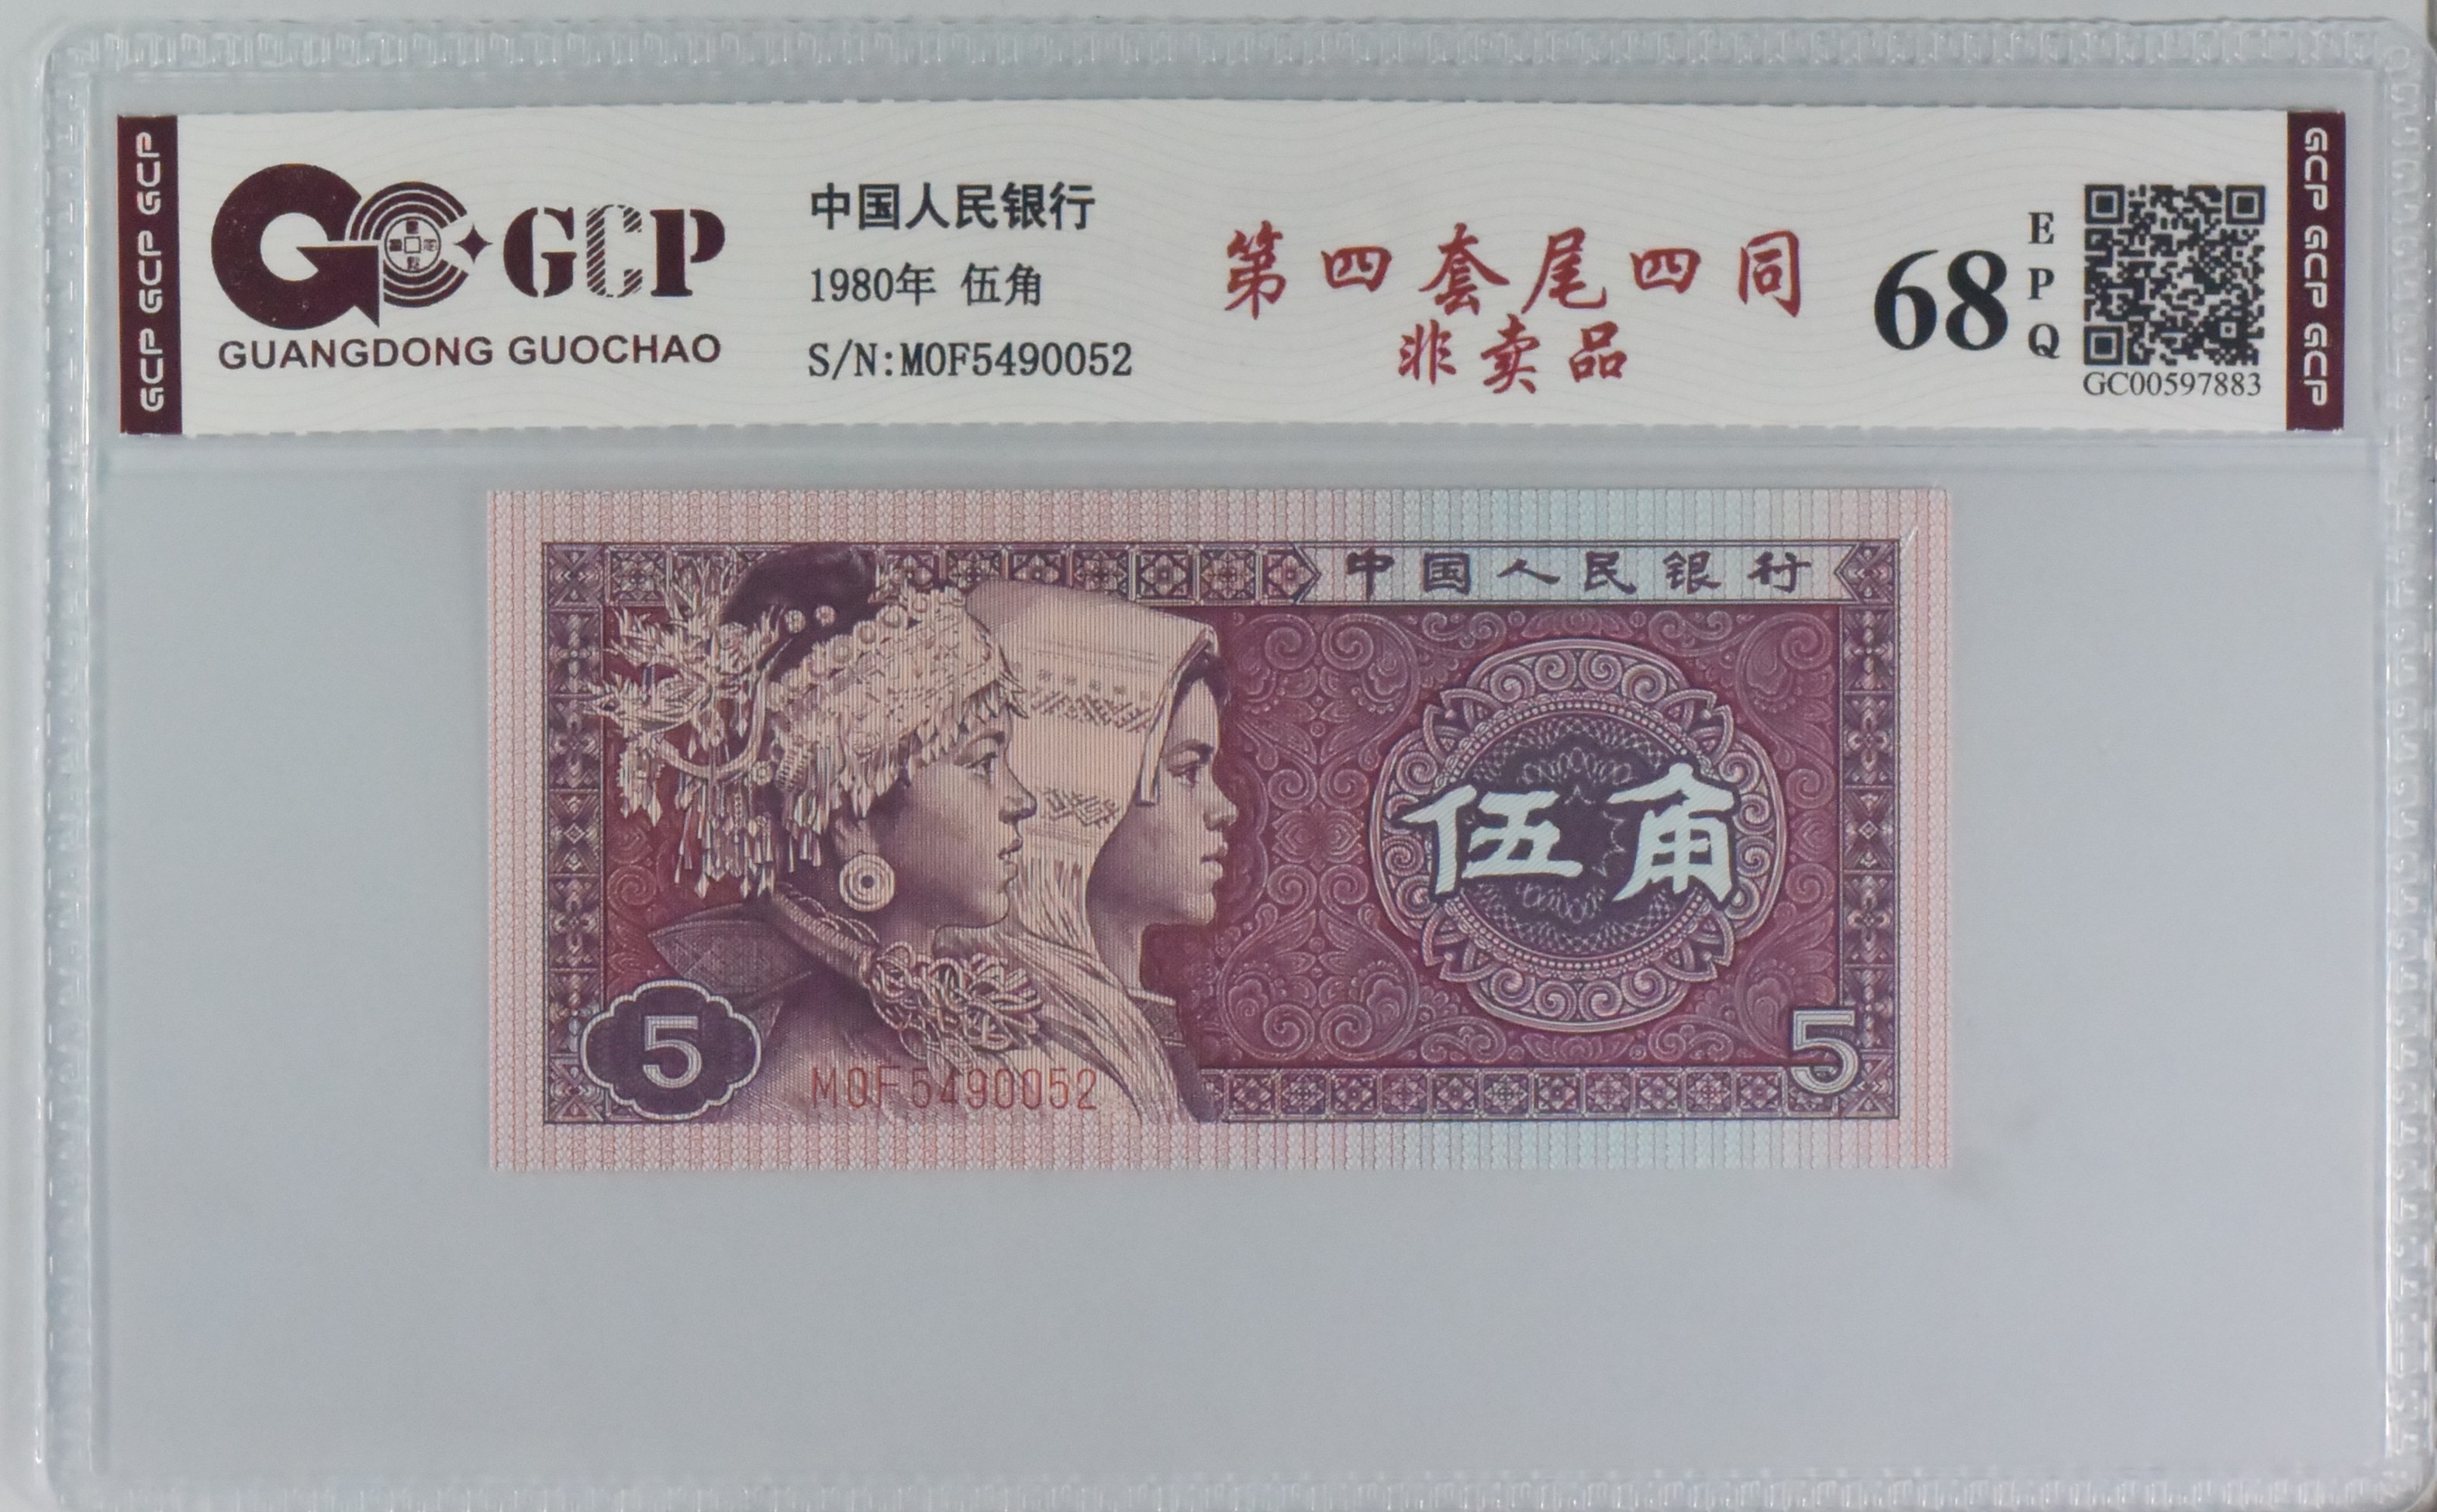 GCP GCP GCP
GCP
GUANGDONG GUOCHAO
中国人民银行
1980年 伍角
S/N:M0F5490052
第四套尾四同
非卖品
68
EPQ
GC00597883
GCP GCP GCP
中国人民银行
伍角
5
5
M0F5490052